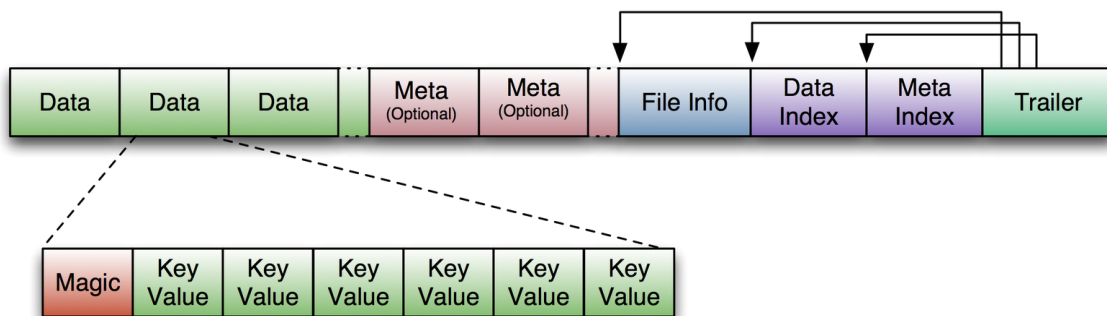 Data
Data
Data
Meta
(Optional)
Meta
(Optional)
File Info
Data
Index
Meta
Index
Trailer
Magic
Key
Value
Key
Value
Key
Value
Key
Value
Key
Value
Key
Value